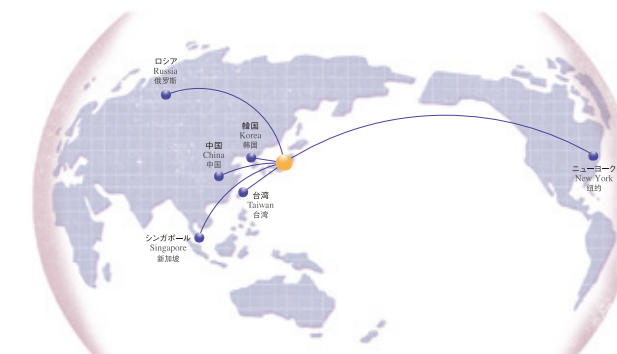 ロシア
Russia
俄罗斯
韓国
Korea
韩国
中国
China
中国
ニューヨーク
New York
纽约
台湾
Taiwan
台湾
シンガポール
Singapore
新加坡